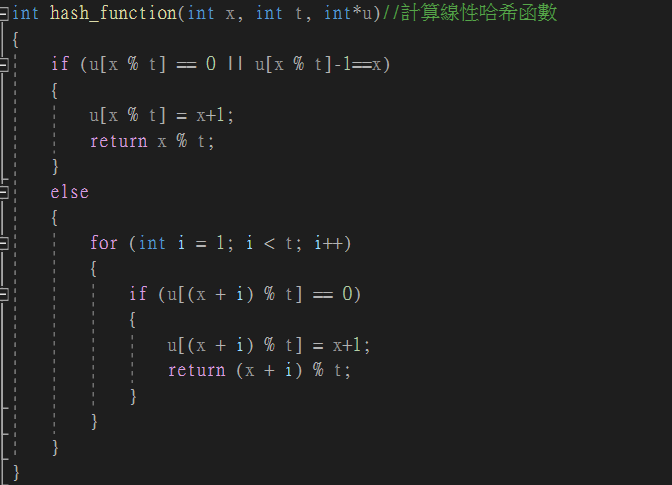 int hash_function(int x, int t, int*u)//計算線性哈希函數
{
if (u[x % t] == 0 || u[x % t]-1==x)
{
u[x % t] = x+1;
return x % t;
}
else
{
for (int i = 1; i < t; i++)
{
if (u[(x + i) % t] == 0)
{
u[(x + i) % t] = x+1;
return (x + i) % t;
}
}
}
}